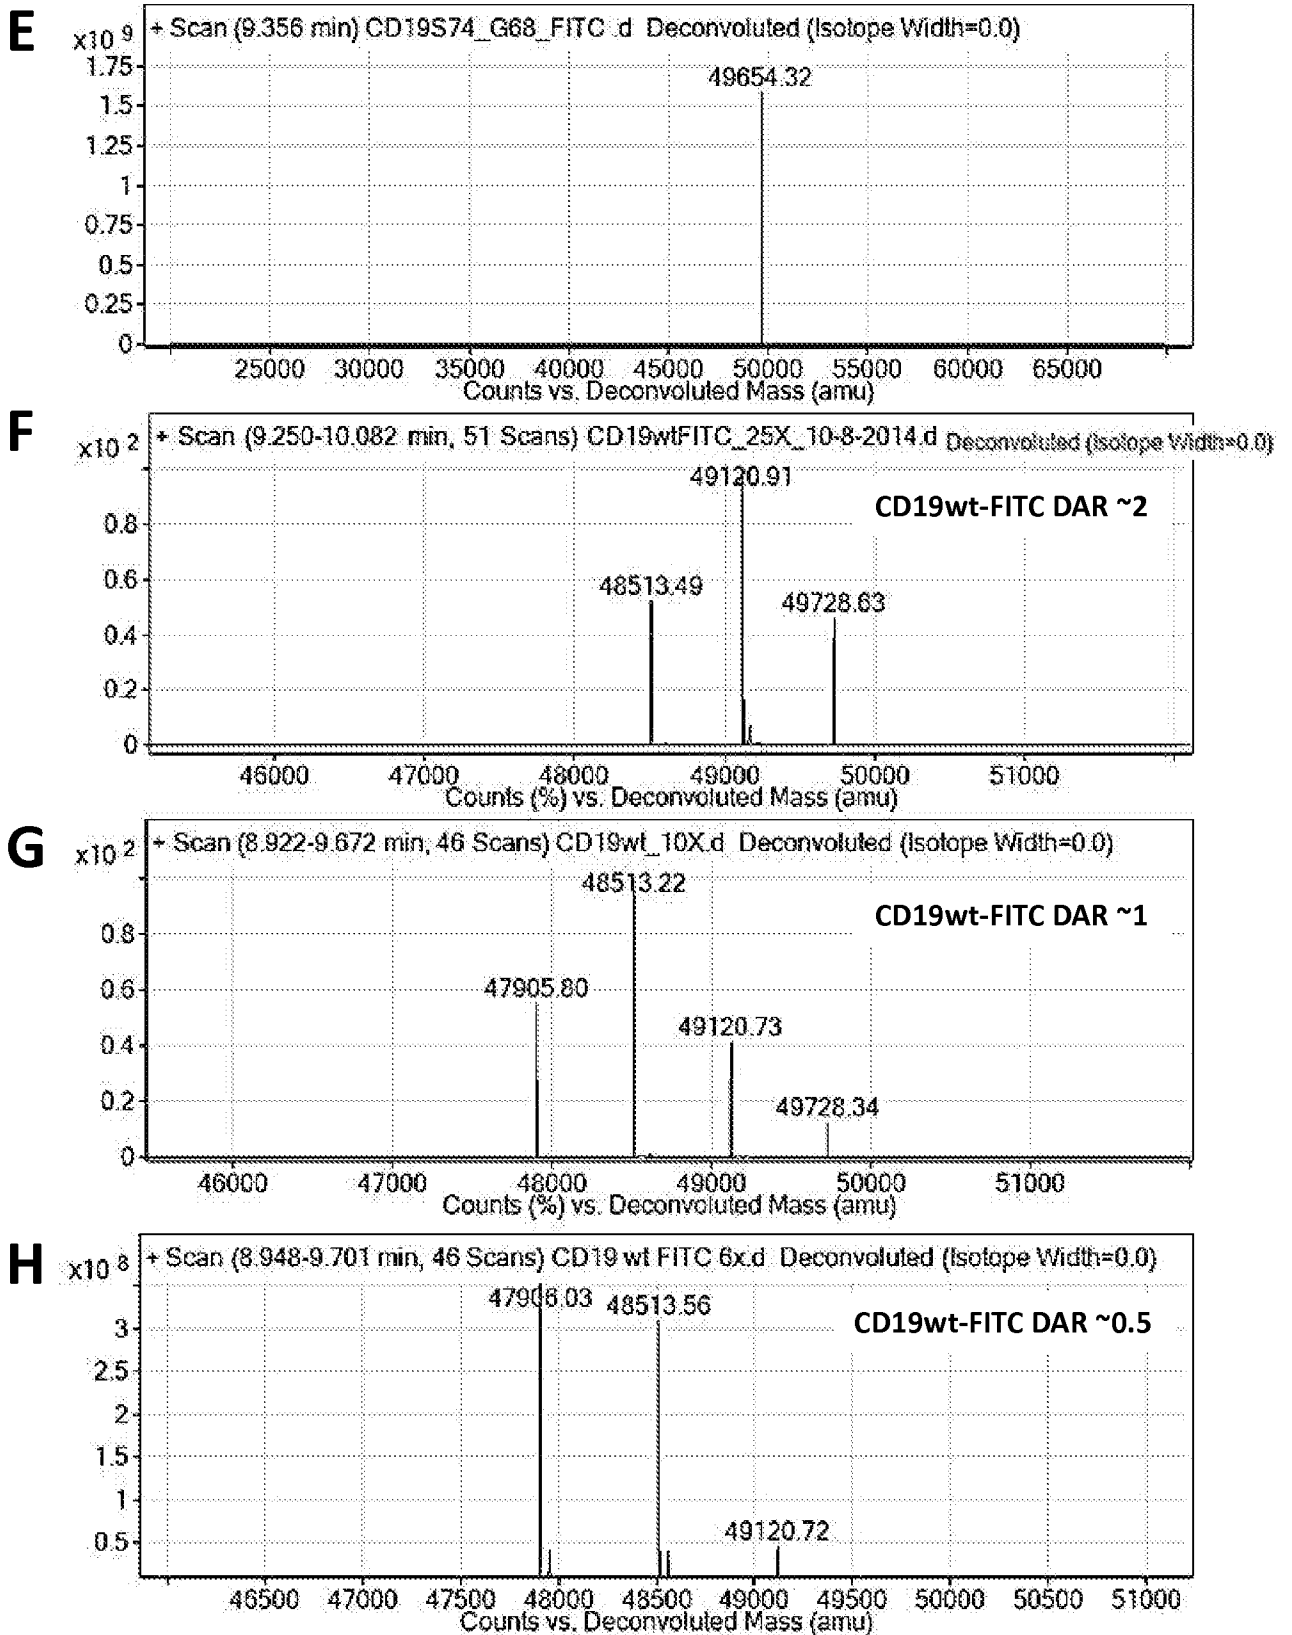 E
+ Scan (9.356 min) CD19S74_G68_FITC .d Deconvoluted (Isotope Width=0.0)
x10 9
49654.32
1.75
1.5
1.25
1
0.75
0.5
0.25
0
25000 30000 35000 40000 45000 50000 55000 60000 65000
Counts vs. Deconvoluted Mass (amu)
F
+ Scan (9.250-10.082 min, 51 Scans) CD19wtFITC_25X_10-8-2014.d Deconvoluted (Isotope Width=0.0)
x10 2
49120.91
CD19wt-FITC DAR ~2
48513.49
49728.63
0.8
0.6
0.4
0.2
0
46000 47000 48000 49000 50000 51000
Counts (%) vs. Deconvoluted Mass (amu)
G
+ Scan (8.922-9.672 min, 46 Scans) CD19wt_10X.d Deconvoluted (Isotope Width=0.0)
x10 2
48513.22
CD19wt-FITC DAR ~1
47905.80
49120.73
49728.34
0.8
0.6
0.4
0.2
0
46000 47000 48000 49000 50000 51000
Counts (%) vs. Deconvoluted Mass (amu)
H
+ Scan (8.948-9.701 min, 46 Scans) CD19 wt FITC 6x.d Deconvoluted (Isotope Width=0.0)
x10 8
47906.03 48513.56
CD19wt-FITC DAR ~0.5
49120.72
3
2.5
2
1.5
1
0.5
46500 47000 47500 48000 48500 49000 49500 50000 50500 51000
Counts vs. Deconvoluted Mass (amu)